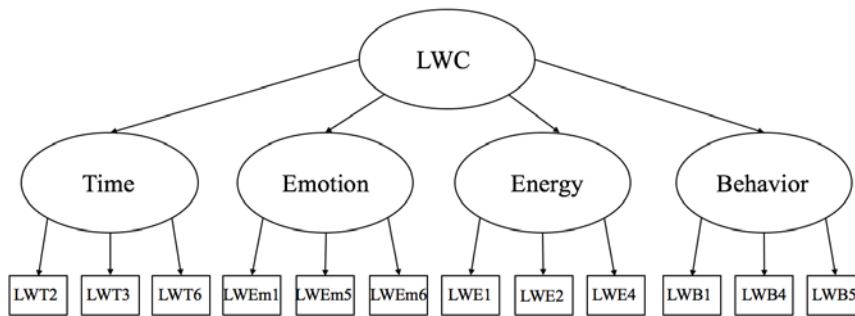 LWC
Time
Emotion
Energy
Behavior
LWT2
LWT3
LWT6
LWEm1
LWEm5
LWEm6
LWE1
LWE2
LWE4
LWB1
LWB4
LWB5